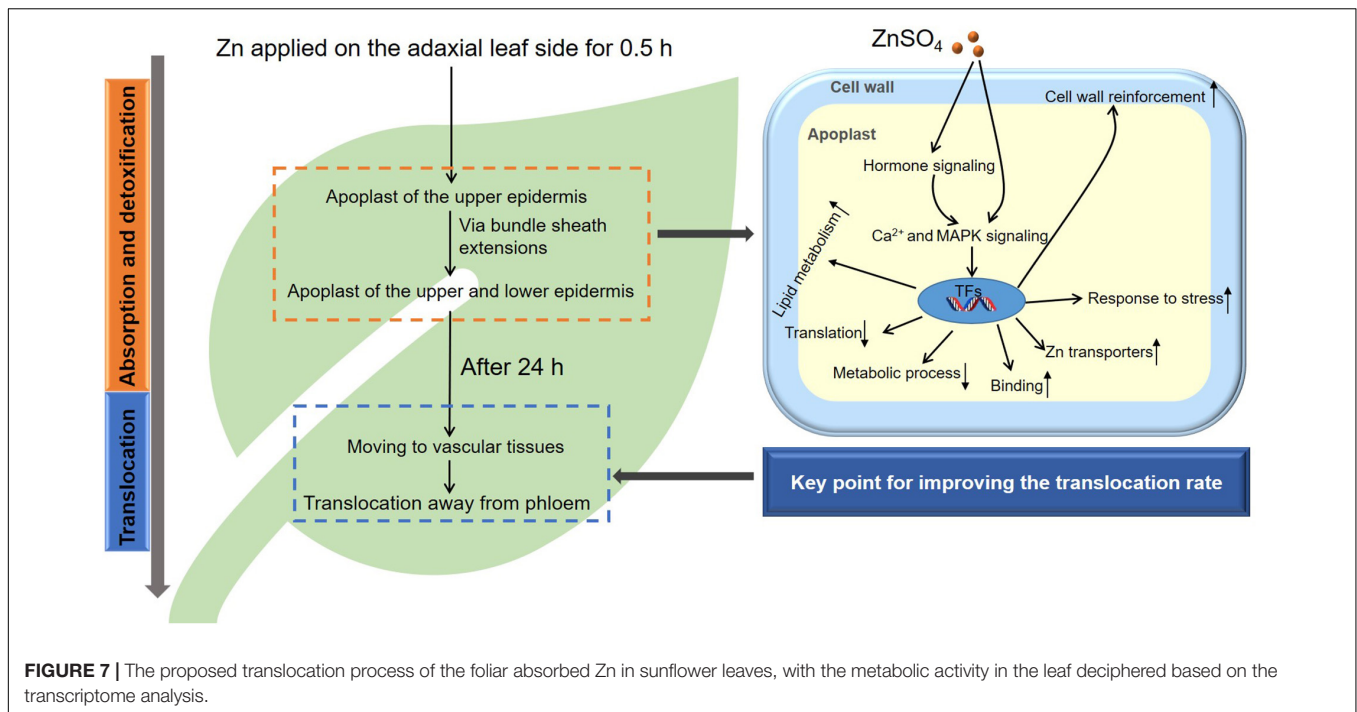 Zn applied on the adaxial leaf side for 0.5 h
Absorption and detoxification
Translocation
Apoplast of the upper epidermis
Via bundle sheath
extensions
Apoplast of the upper and lower epidermis
After 24 h
Moving to vascular tissues
Translocation away from phloem
ZnSO₄
Cell wall
Cell wall reinforcement
Apoplast
Hormone signaling
Ca²⁺ and MAPK signaling
Lipid metabolism
TFs
Response to stress
Translation
Zn transporters
Metabolic process
Binding
Key point for improving the translocation rate
FIGURE 7 | The proposed translocation process of the foliar absorbed Zn in sunflower leaves, with the metabolic activity in the leaf deciphered based on the
transcriptome analysis.